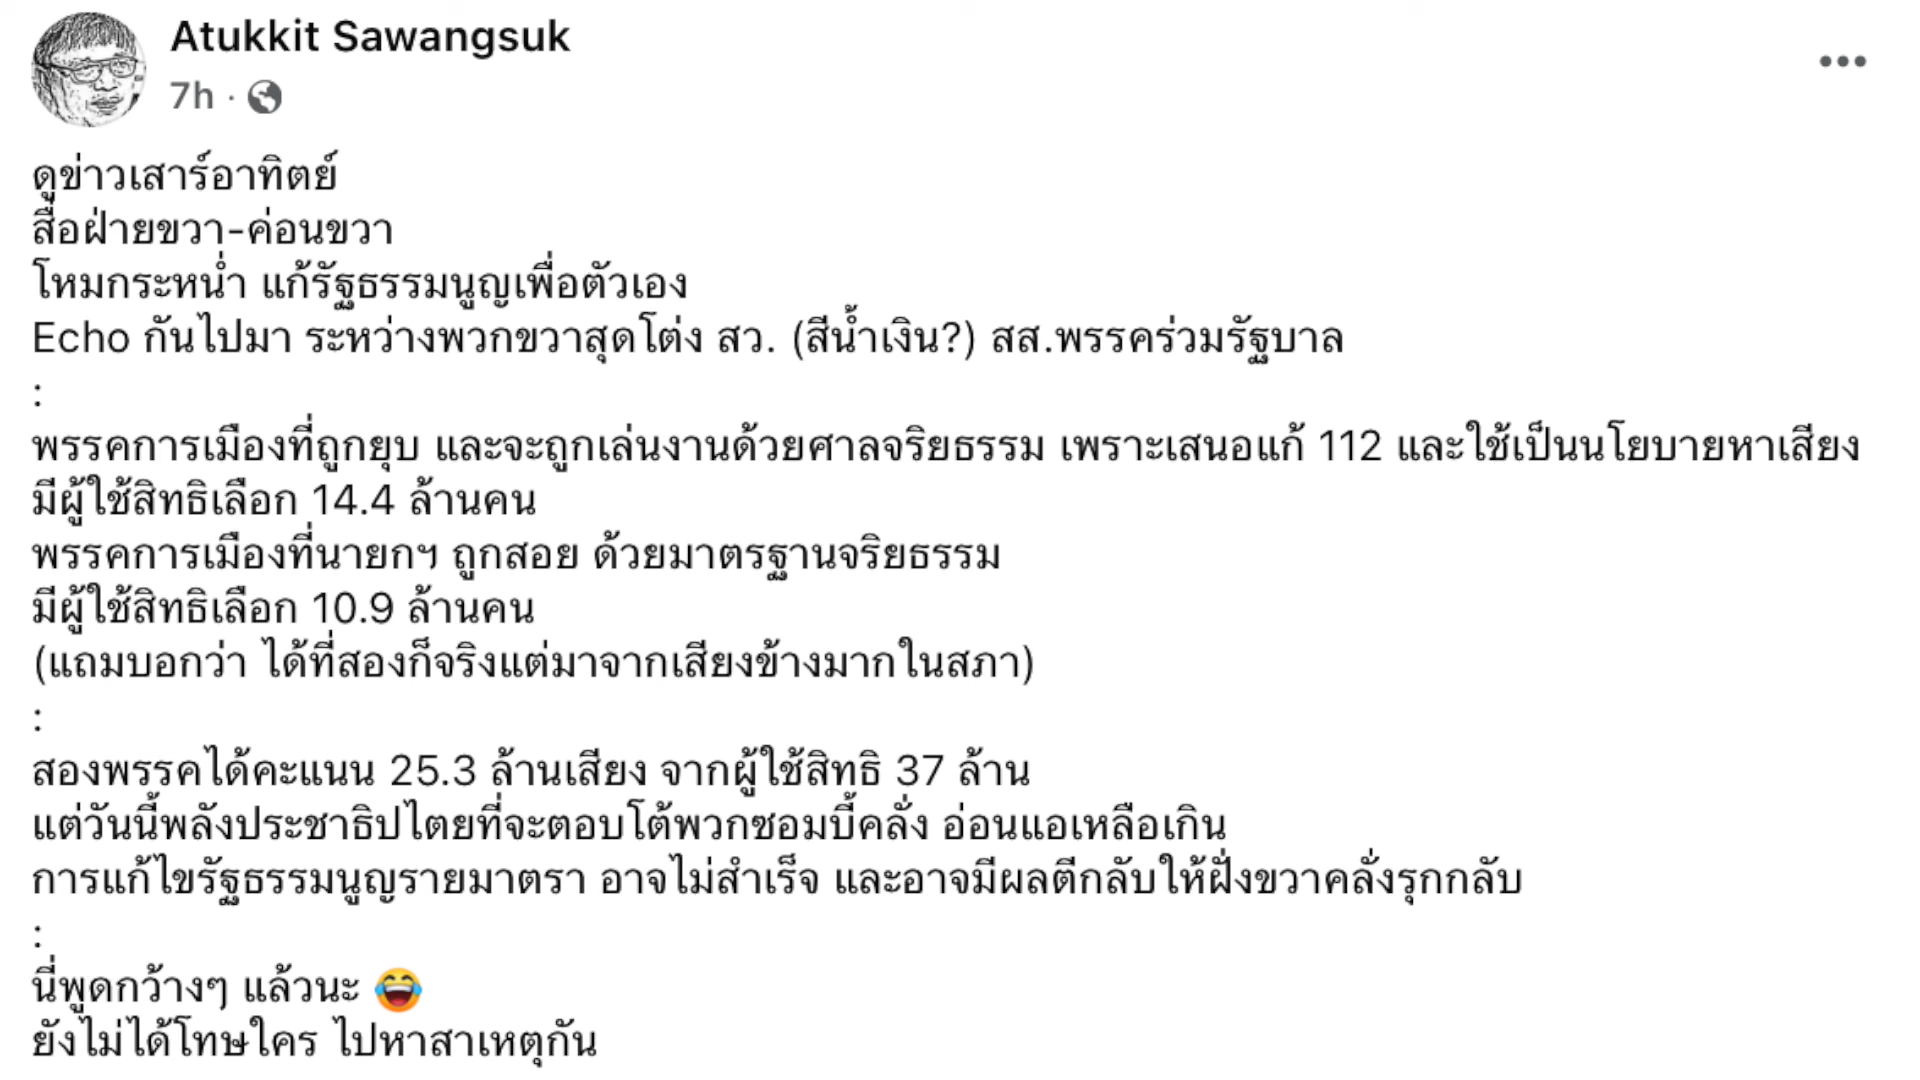 Atukkit Sawangsuk
7h ·
ดูข่าวเสาร์อาทิตย์
สื่อฝ่ายขวา-ค่อนขวา
โหมกระหน่ำ แก้รัฐธรรมนูญเพื่อตัวเอง
Echo กันไปมา ระหว่างพวกขวาสุดโต่ง สว. (สีน้ำเงิน?) สส.พรรคร่วมรัฐบาล
:
พรรคการเมืองที่ถูกยุบ และจะถูกเล่นงานด้วยศาลจริยธรรม เพราะเสนอแก้ 112 และใช้เป็นนโยบายหาเสียง
มีผู้ใช้สิทธิเลือก 14.4 ล้านคน
พรรคการเมืองที่นายกฯ ถูกสอย ด้วยมาตรฐานจริยธรรม
มีผู้ใช้สิทธิเลือก 10.9 ล้านคน
(แถมบอกว่า ได้ที่สองก็จริงแต่มาจากเสียงข้างมากในสภา)
:
สองพรรคได้คะแนน 25.3 ล้านเสียง จากผู้ใช้สิทธิ 37 ล้าน
แต่วันนี้พลังประชาธิปไตยที่จะตอบโต้พวกซอมบี้คลั่ง อ่อนแอเหลือเกิน
การแก้ไขรัฐธรรมนูญรายมาตรา อาจไม่สำเร็จ และอาจมีผลตีกลับให้ฝั่งขวาคลั่งรุกกลับ
:
นี่พูดกว้างๆ แล้วนะ 😂
ยังไม่ได้โทษใคร ไปหาสาเหตุกัน